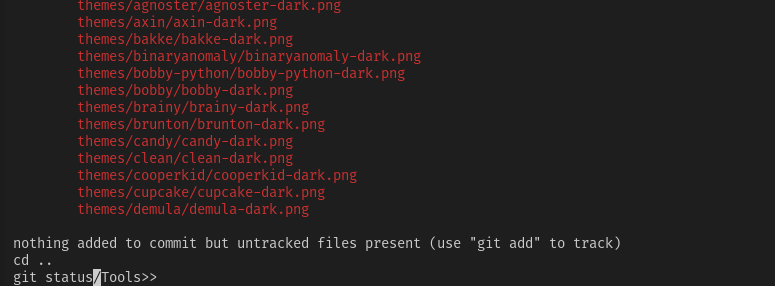 themes/agnoster/agnoster-dark.png
themes/axin/axin-dark.png
themes/bakke/bakke-dark.png
themes/binaryanomaly/binaryanomaly-dark.png
themes/bobby-python/bobby-python-dark.png
themes/bobby/bobby-dark.png
themes/brainy/brainy-dark.png
themes/brunton/brunton-dark.png
themes/candy/candy-dark.png
themes/clean/clean-dark.png
themes/cooperkid/cooperkid-dark.png
themes/cupcake/cupcake-dark.png
themes/demula/demula-dark.png
nothing added to commit but untracked files present (use "git add" to track)
cd ..
git status/Tools>>